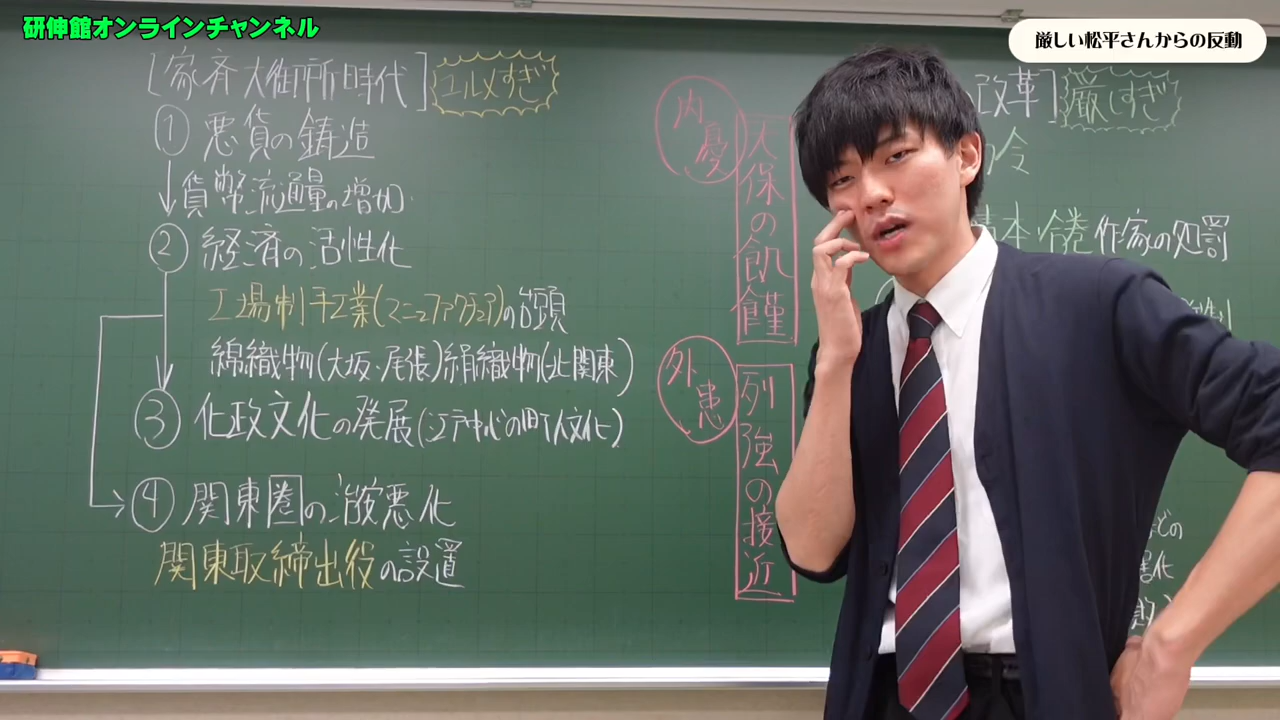 研伸館オンラインチャンネル
厳しい松平さんからの反動
[家斉大御所時代] ユルメすぎ
① 悪貨の鋳造
↓貨幣流通量の増加
② 経済の活性化
工場制手工業(マニュファクチュア)の台頭
綿織物(大坂・尾張)絹織物(北関東)
③ 化政文化の発展(江戸中心の町人文化)
④ 関東圏の治安悪化
関東取締出役の設置
内憂
天保の飢饉
外患
列強の接近
改革] 厳しすぎ
令
本 作家の処罰
制
どの
化